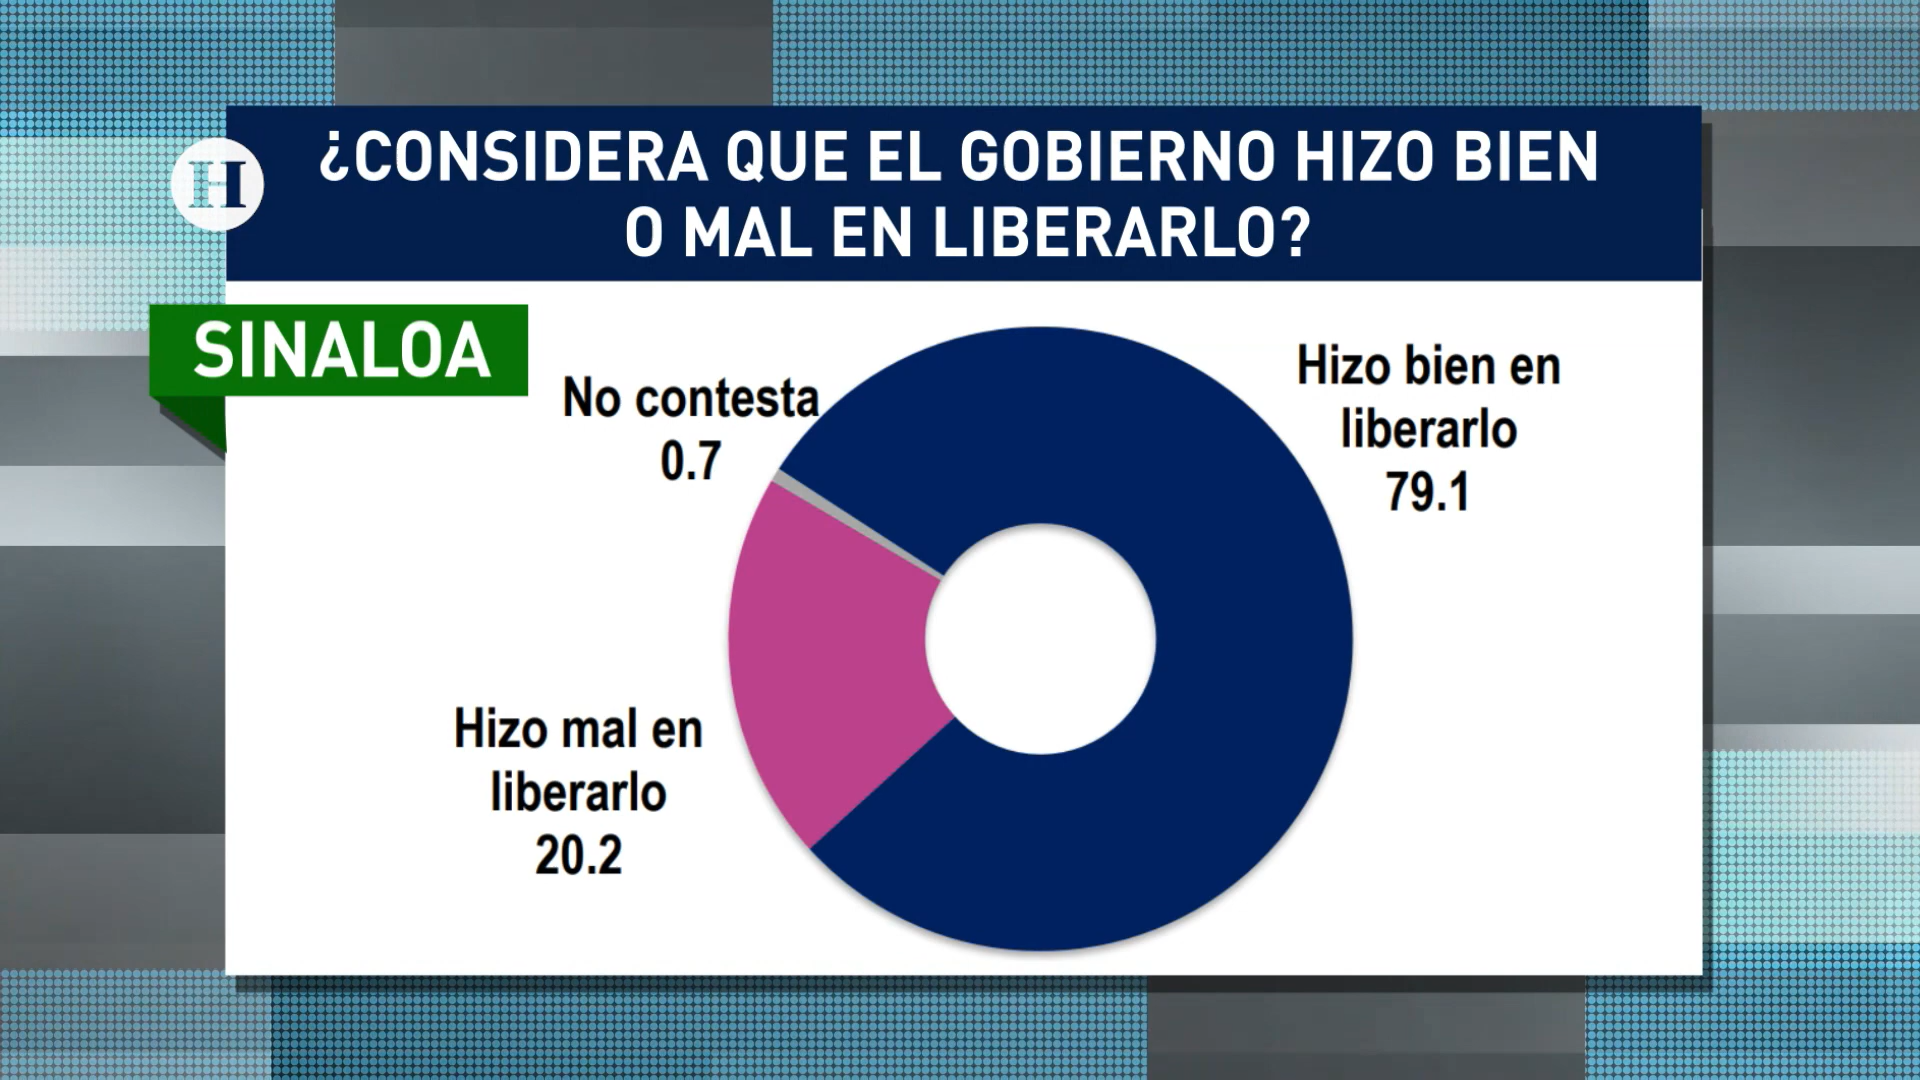 ¿CONSIDERA QUE EL GOBIERNO HIZO BIEN
O MAL EN LIBERARLO?
H
SINALOA
No contesta
0.7
Hizo bien en
liberarlo
79.1
Hizo mal en
liberarlo
20.2